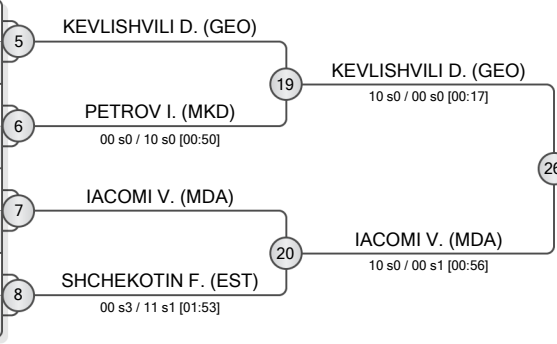 KEVLISHVILI D. (GEO)
5
19
KEVLISHVILI D. (GEO)
10 s0 / 00 s0 [00:17]
PETROV I. (MKD)
6
00 s0 / 10 s0 [00:50]
26
IACOMI V. (MDA)
7
20
IACOMI V. (MDA)
10 s0 / 00 s1 [00:56]
SHCHEKOTIN F. (EST)
8
00 s3 / 11 s1 [01:53]